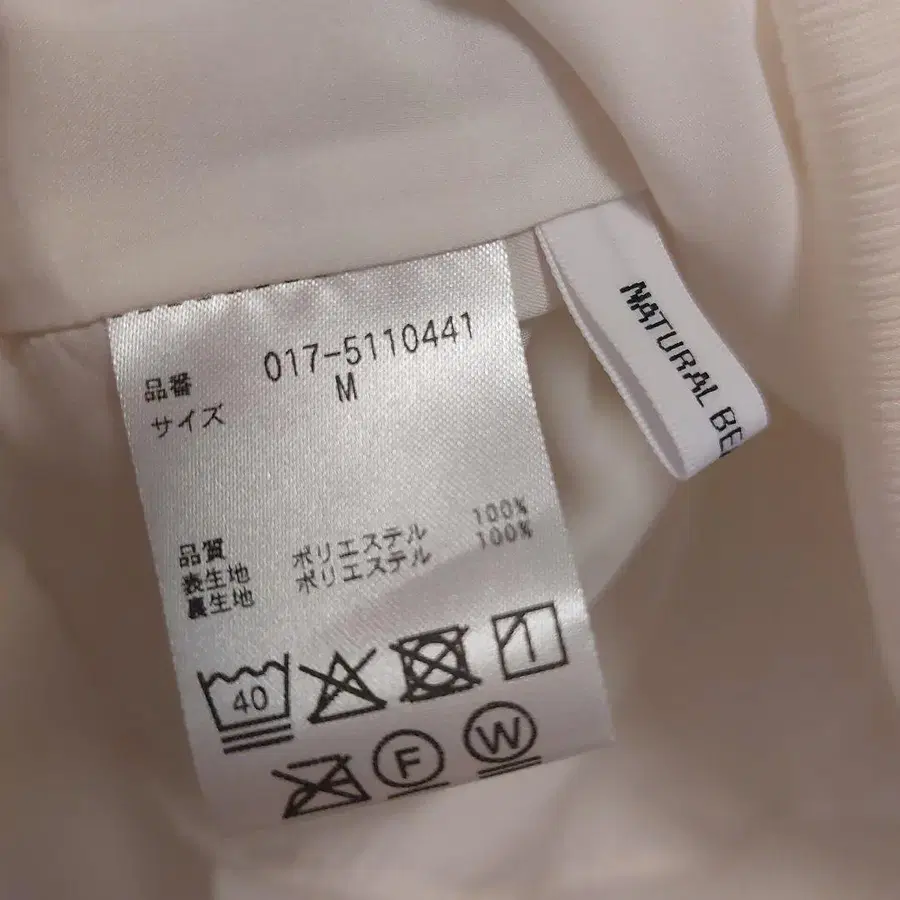 品番 017-5110441
サイズ M
品質
表生地 ポリエステル 100%
裏生地 ポリエステル 100%
40
F W
NATURAL BE